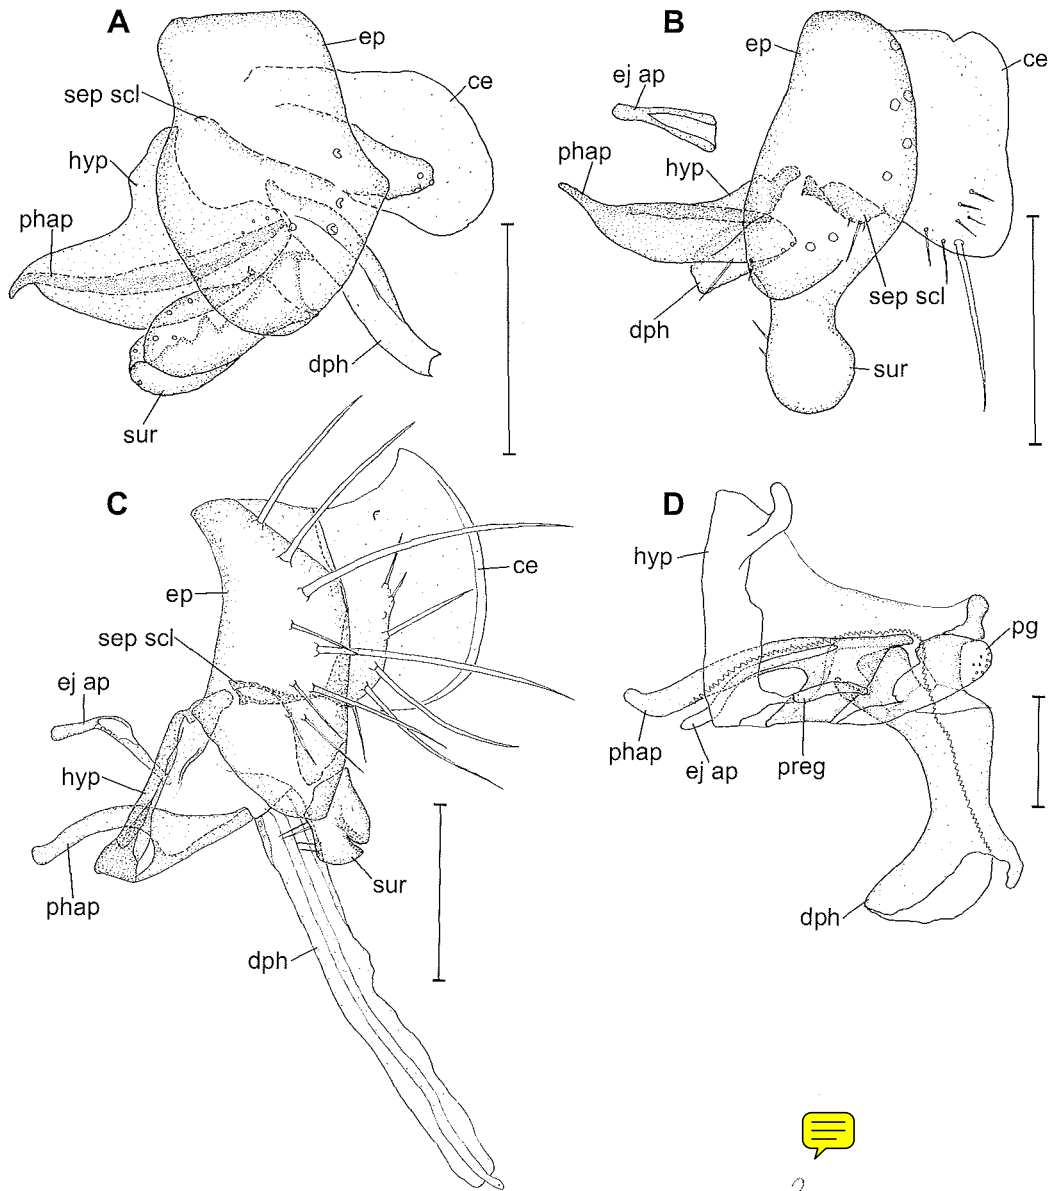 A
ep
ce
sep scl
hyp
phap
dph
sur
B
ep
ce
ej ap
phap
hyp
dph
sep scl
sur
C
ep
ce
sep scl
ej ap
hyp
phap
sur
dph
D
hyp
pg
phap
ej ap
preg
dph